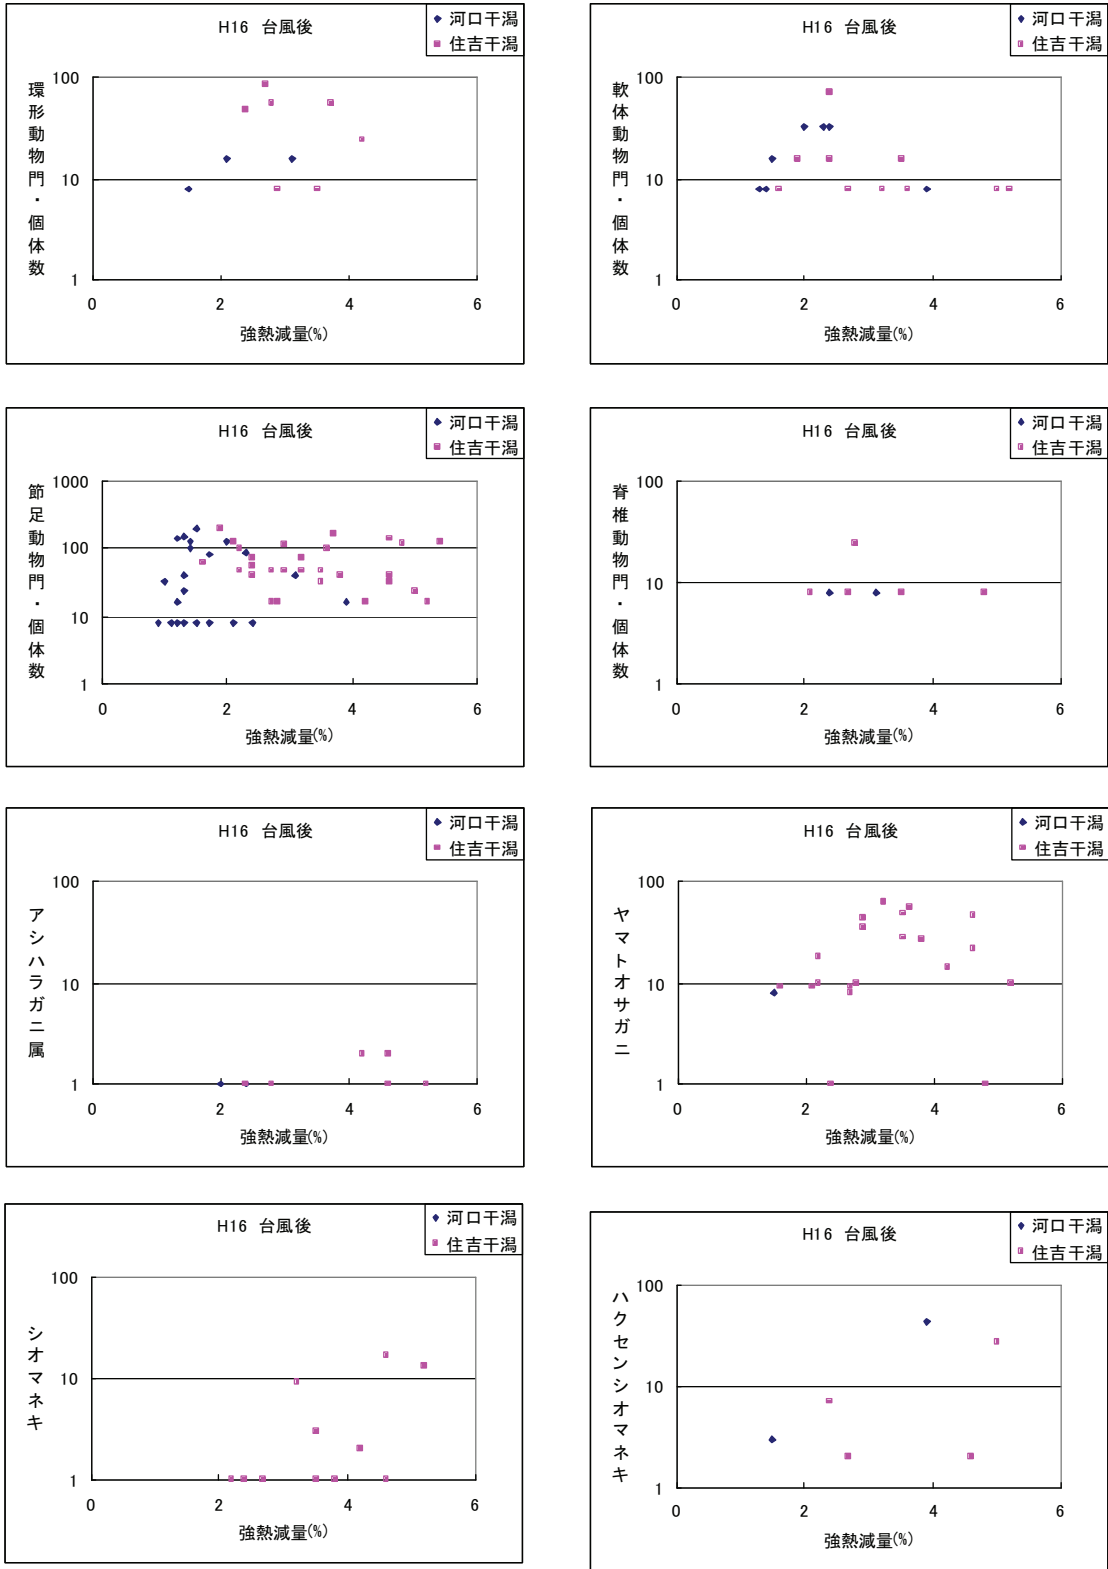 H16 台風後
河口干潟
住吉干潟
環形動物門・個体数
100
10
1
0 2 4 6
強熱減量(%)
H16 台風後
河口干潟
住吉干潟
軟体動物門・個体数
100
10
1
0 2 4 6
強熱減量(%)
H16 台風後
河口干潟
住吉干潟
節足動物門・個体数
1000
100
10
1
0 2 4 6
強熱減量(%)
H16 台風後
河口干潟
住吉干潟
脊椎動物門・個体数
100
10
1
0 2 4 6
強熱減量(%)
H16 台風後
河口干潟
住吉干潟
アシハラガニ属
100
10
1
0 2 4 6
強熱減量(%)
H16 台風後
河口干潟
住吉干潟
ヤマトオサガニ
100
10
1
0 2 4 6
強熱減量(%)
H16 台風後
河口干潟
住吉干潟
シオマネキ
100
10
1
0 2 4 6
強熱減量(%)
H16 台風後
河口干潟
住吉干潟
ハクセンシオマネキ
100
10
1
0 2 4 6
強熱減量(%)